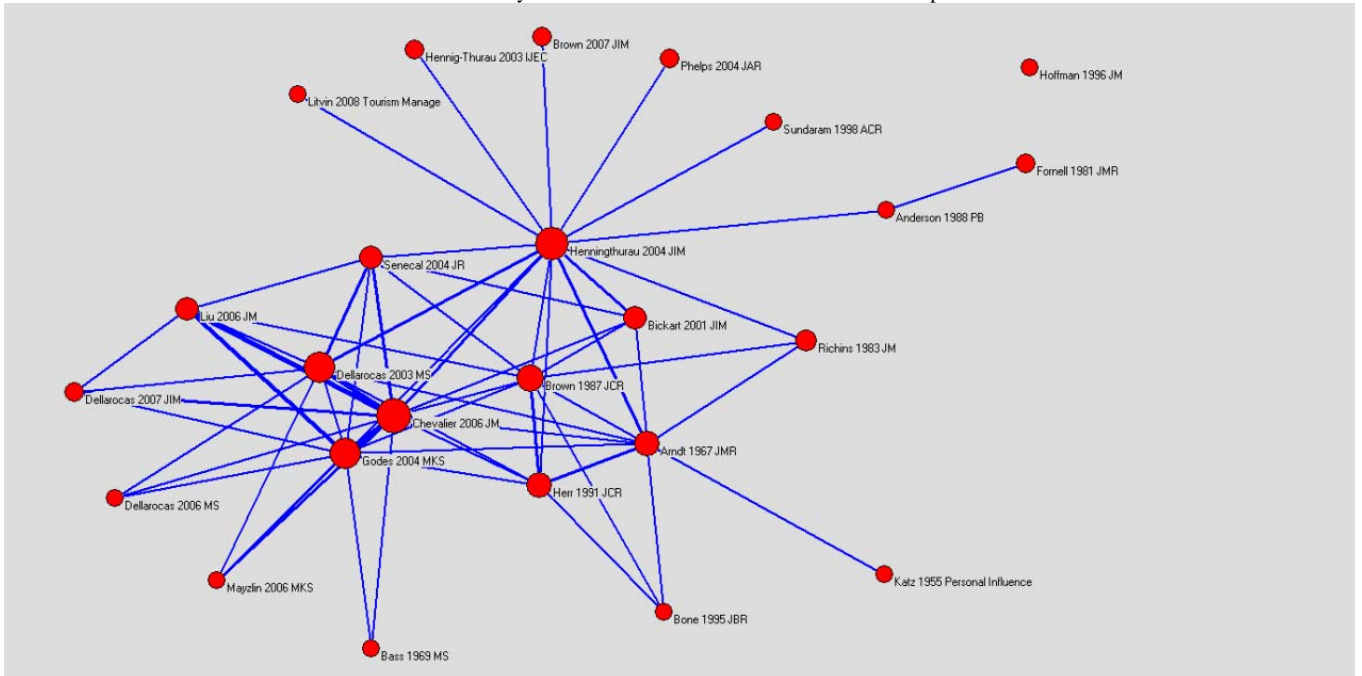 Brown 2007 JIM
Hennig-Thurau 2003 IJEC
Phelps 2004 JAR
Hoffman 1996 JM
Litvin 2008 Tourism Manage
Sundaram 1998 ACR
Fornell 1981 JMR
Anderson 1988 PB
Henningthurau 2004 JIM
Senecal 2004 JR
Liu 2006 JM
Bickart 2001 JIM
Richins 1983 JM
Dellarocas 2003 MS
Brown 1987 JCR
Dellarocas 2007 JIM
Chevalier 2006 JM
Arndt 1967 JMR
Godes 2004 MKS
Herr 1991 JCR
Dellarocas 2006 MS
Katz 1955 Personal Influence
Mayzlin 2006 MKS
Bone 1995 JBR
Bass 1969 MS